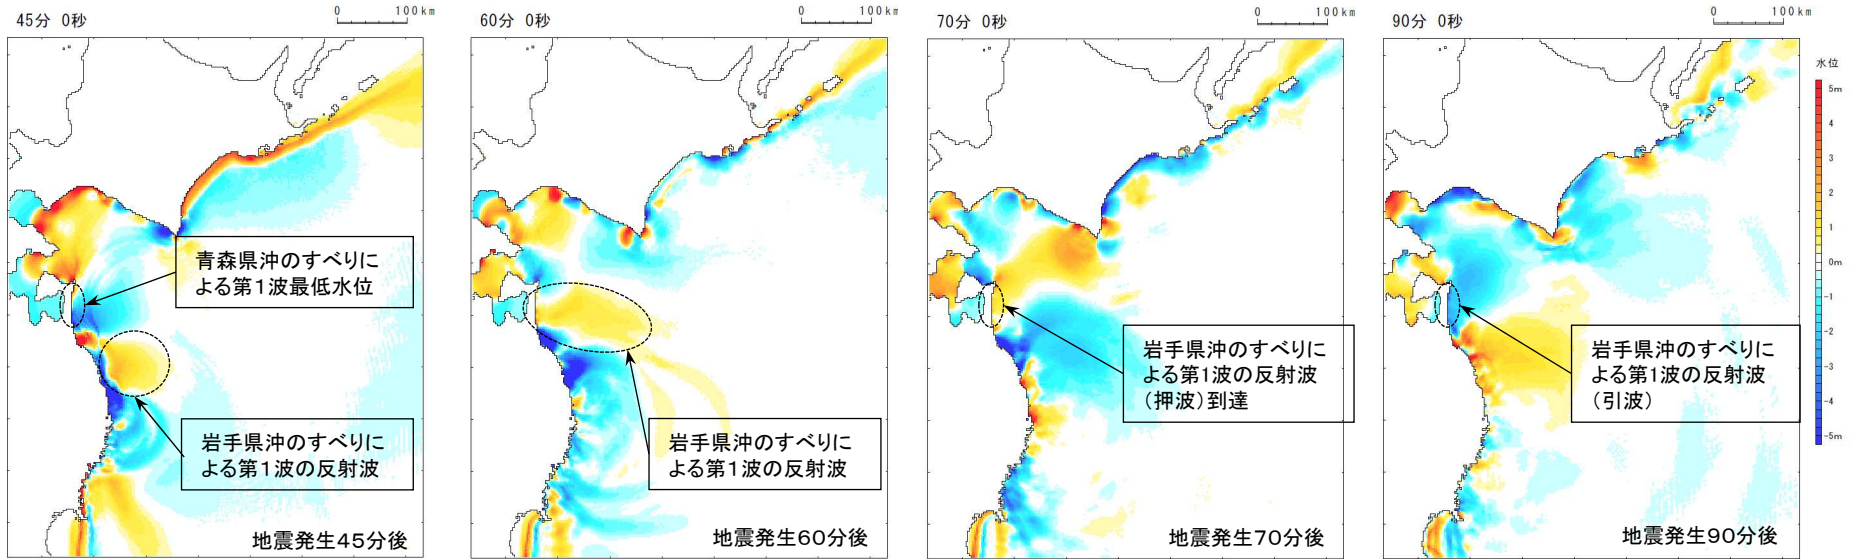 45分 0秒
0 100km
青森県沖のすべりに
よる第1波最低水位
岩手県沖のすべりに
よる第1波の反射波
地震発生45分後
60分 0秒
0 100km
岩手県沖のすべりに
よる第1波の反射波
地震発生60分後
70分 0秒
0 100km
岩手県沖のすべりに
よる第1波の反射波
(押波)到達
地震発生70分後
90分 0秒
0 100km
岩手県沖のすべりに
よる第1波の反射波
(引波)
地震発生90分後
水位
5m
4
3
2
1
0m
-1
-2
-3
-4
-5m